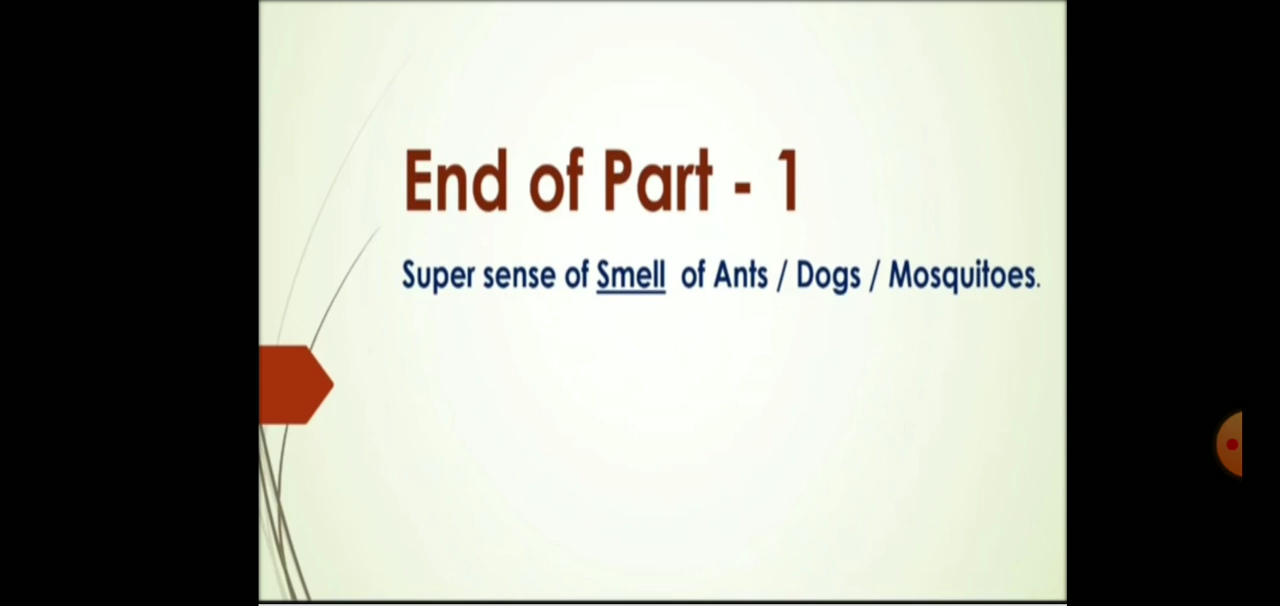 End of Part - 1
Super sense of Smell of Ants / Dogs / Mosquitoes.